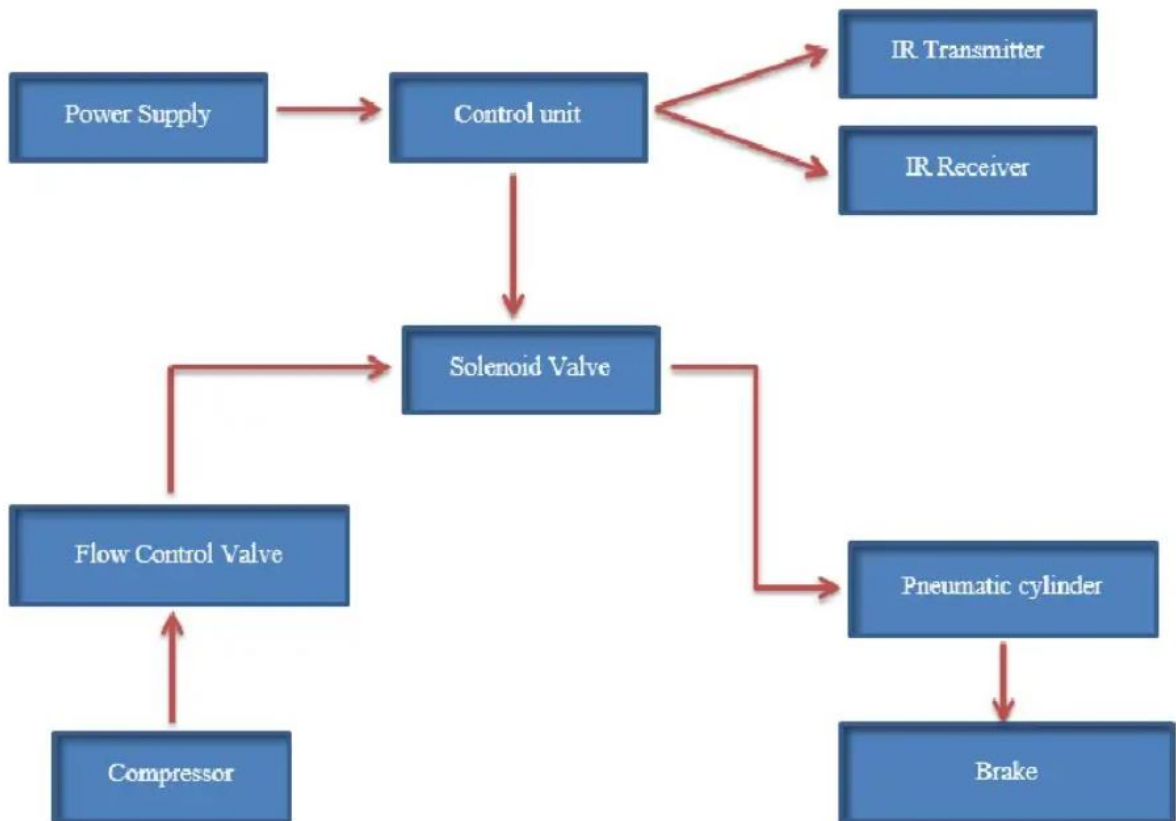 IR Transmitter
Power Supply
Control unit
IR Receiver
Solenoid Valve
Flow Control Valve
Pneumatic cylinder
Compressor
Brake